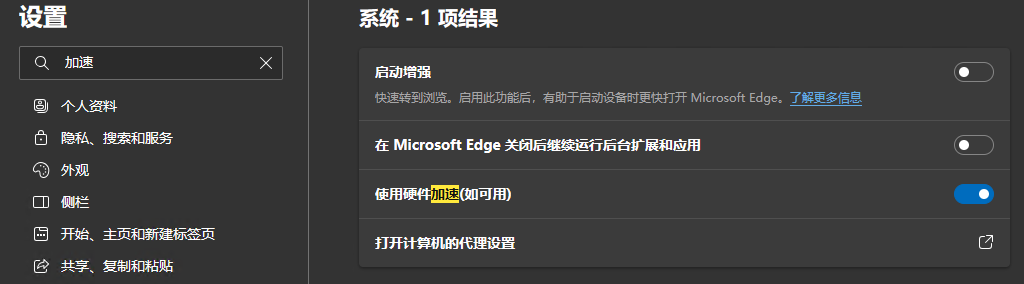 设置
加速
个人资料
隐私、搜索和服务
外观
侧栏
开始、主页和新建标签页
共享、复制和粘贴
系统 - 1 项结果
启动增强
快速转到浏览。启用此功能后，有助于启动设备时更快打开 Microsoft Edge。了解更多信息
在 Microsoft Edge 关闭后继续运行后台扩展和应用
使用硬件加速(如可用)
打开计算机的代理设置